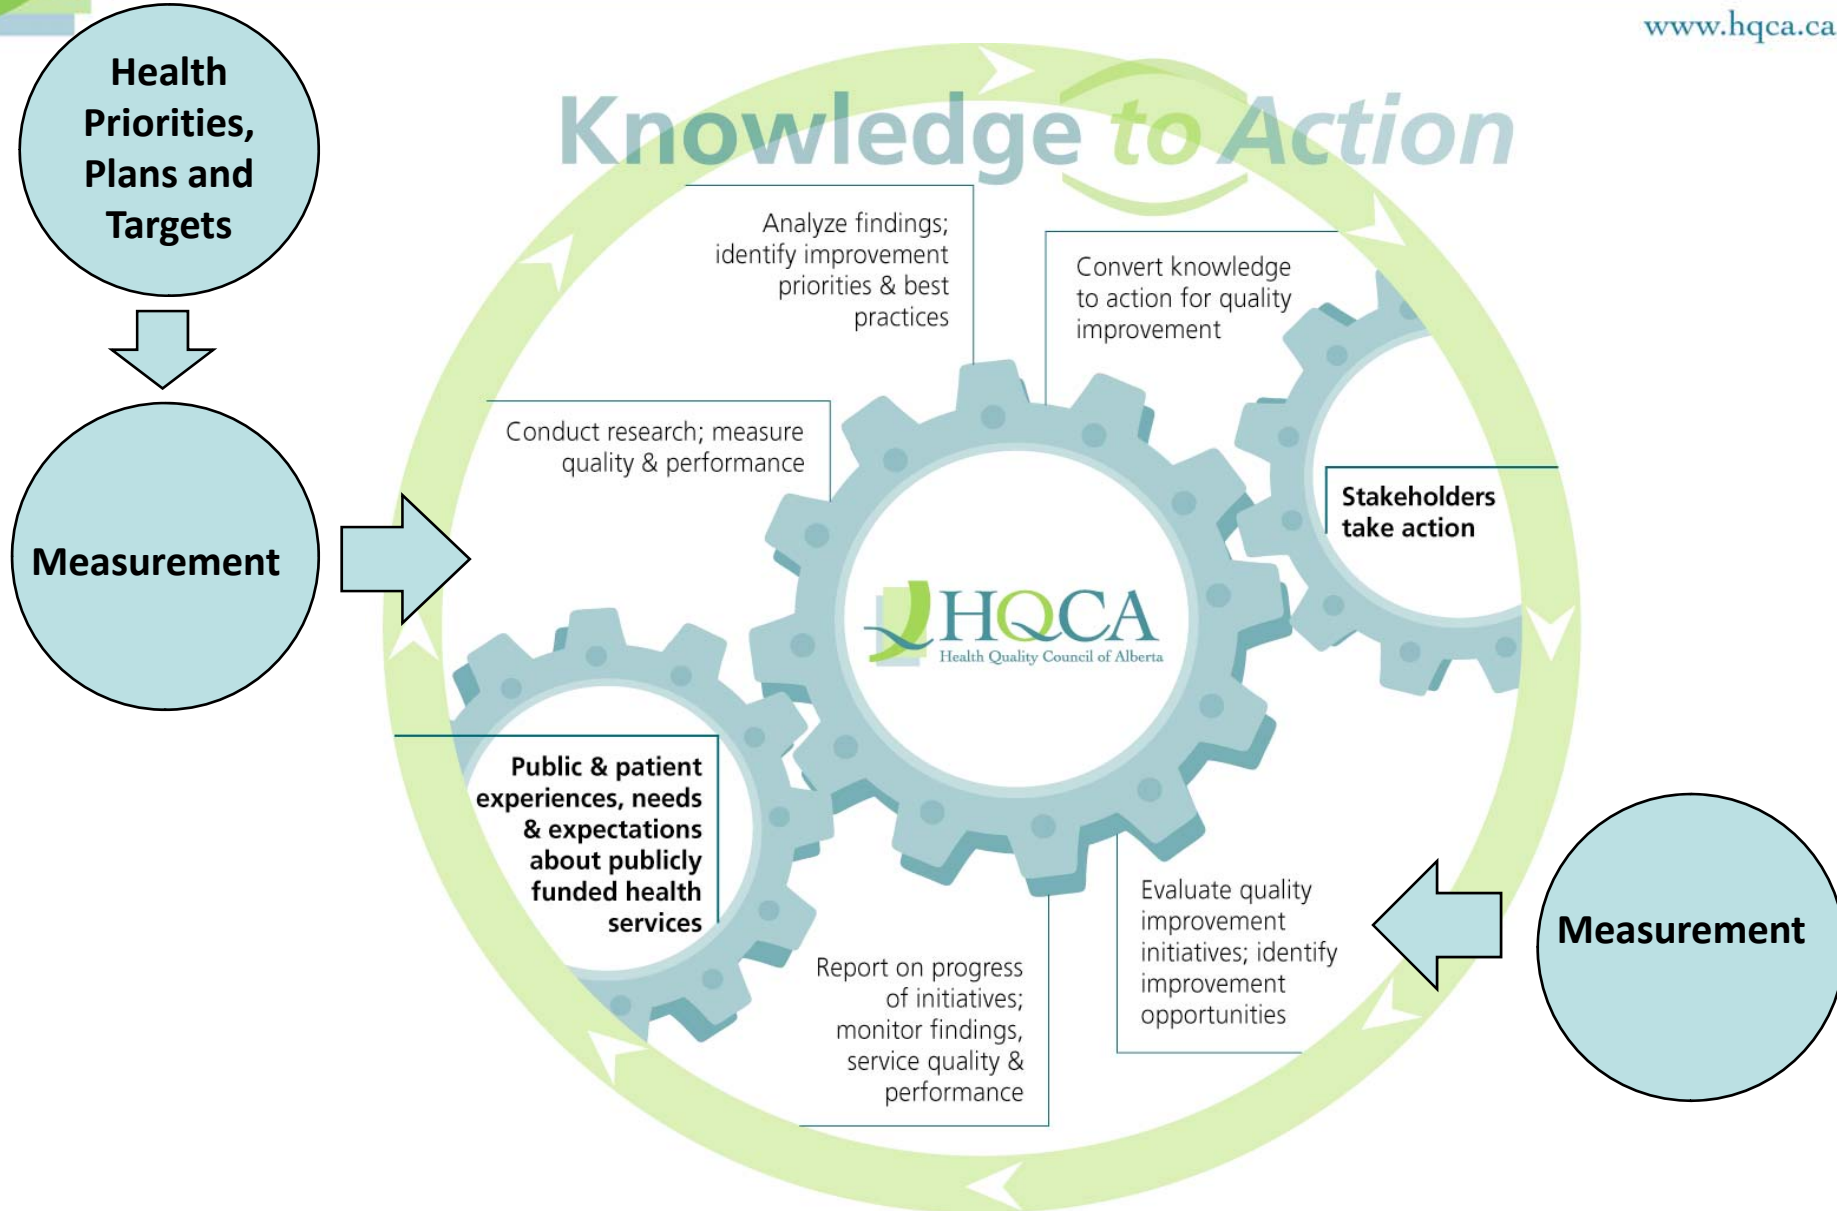 www.hqca.ca
Health
Priorities,
Plans and
Targets
Knowledge to Action
Analyze findings;
identify improvement
priorities & best
practices
Convert knowledge
to action for quality
improvement
Conduct research; measure
quality & performance
Stakeholders
take action
Measurement
HQCA
Health Quality Council of Alberta
Public & patient
experiences, needs
& expectations
about publicly
funded health
services
Evaluate quality
improvement
initiatives; identify
improvement
opportunities
Measurement
Report on progress
of initiatives;
monitor findings,
service quality &
performance